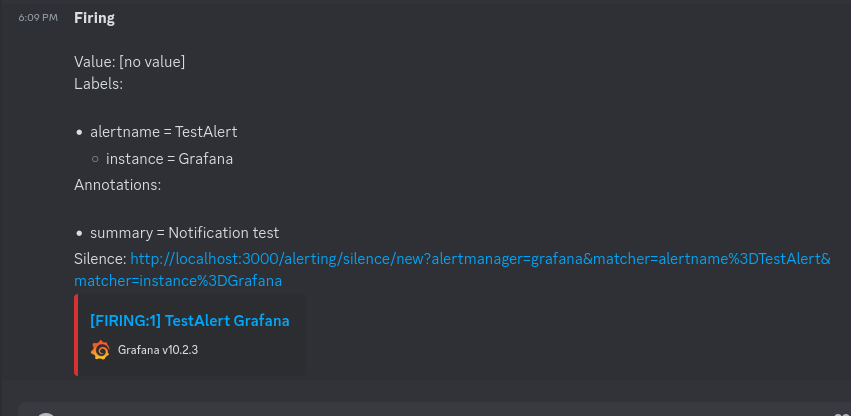 6:09 PM Firing
Value: [no value]
Labels:
alertname = TestAlert
instance = Grafana
Annotations:
summary = Notification test
Silence: http://localhost:3000/alerting/silence/new?alertmanager=grafana&matcher=alertname%3DTestAlert&
matcher=instance%3DGrafana
[FIRING:1] TestAlert Grafana
Grafana v10.2.3